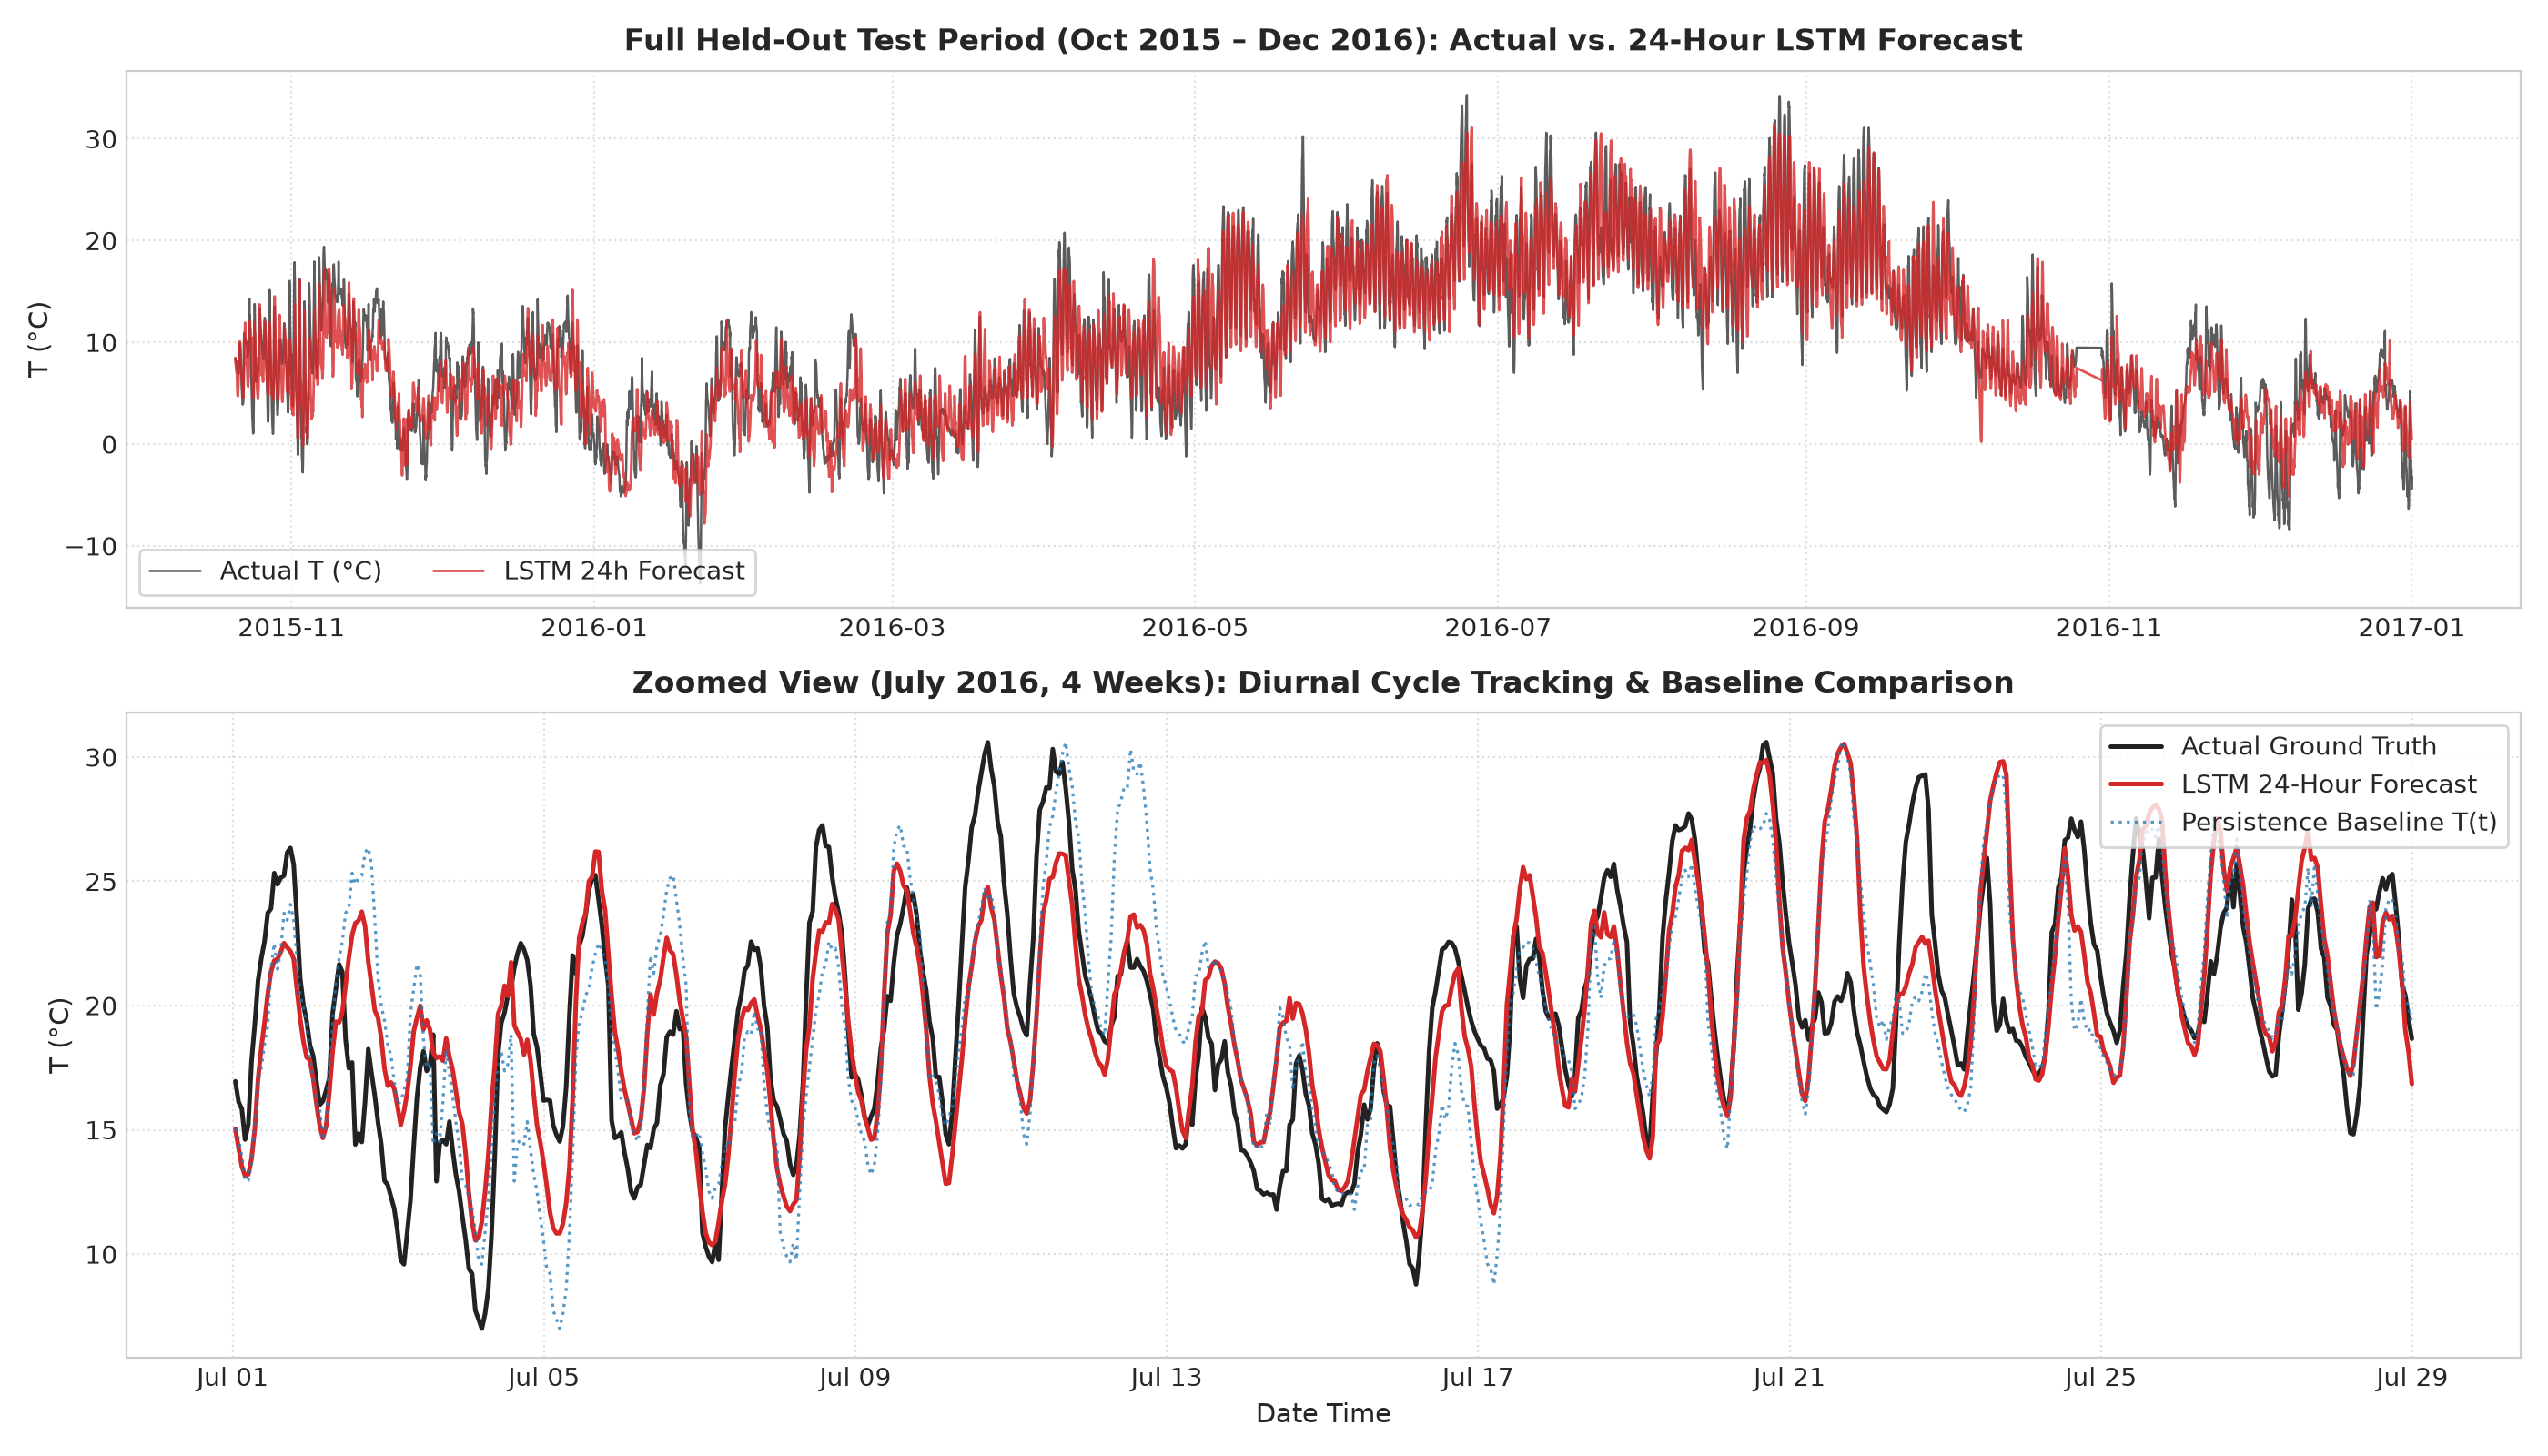 Full Held-Out Test Period (Oct 2015 – Dec 2016): Actual vs. 24-Hour LSTM Forecast
T (°C)
30
20
10
0
−10
Actual T (°C)
LSTM 24h Forecast
2015-11
2016-01
2016-03
2016-05
2016-07
2016-09
2016-11
2017-01
Zoomed View (July 2016, 4 Weeks): Diurnal Cycle Tracking & Baseline Comparison
T (°C)
30
25
20
15
10
Actual Ground Truth
LSTM 24-Hour Forecast
Persistence Baseline T(t)
Jul 01
Jul 05
Jul 09
Jul 13
Jul 17
Jul 21
Jul 25
Jul 29
Date Time